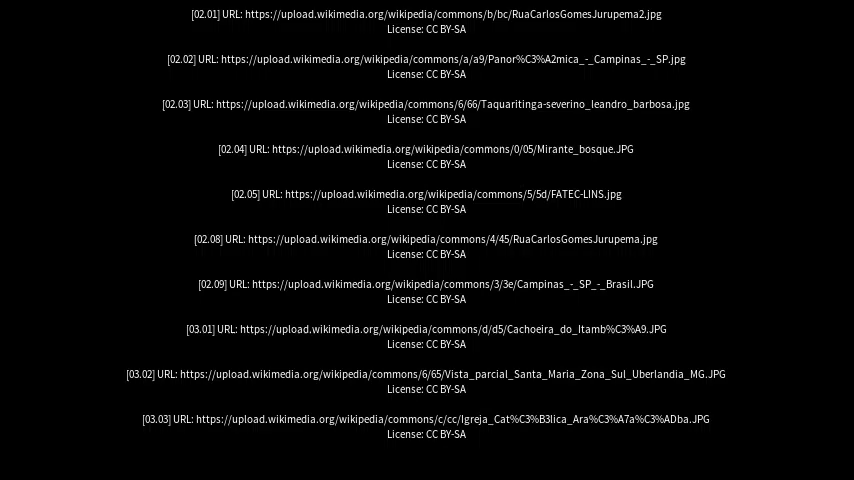 [02.01] URL: https://upload.wikimedia.org/wikipedia/commons/b/bc/RuaCarlosGomesJurupema2.jpg
License: CC BY-SA
[02.02] URL: https://upload.wikimedia.org/wikipedia/commons/a/a9/Panor%C3%A2mica_-_Campinas_-_SP.jpg
License: CC BY-SA
[02.03] URL: https://upload.wikimedia.org/wikipedia/commons/6/66/Taquaritinga-severino_leandro_barbosa.jpg
License: CC BY-SA
[02.04] URL: https://upload.wikimedia.org/wikipedia/commons/0/05/Mirante_bosque.JPG
License: CC BY-SA
[02.05] URL: https://upload.wikimedia.org/wikipedia/commons/5/5d/FATEC-LINS.jpg
License: CC BY-SA
[02.08] URL: https://upload.wikimedia.org/wikipedia/commons/4/45/RuaCarlosGomesJurupema.jpg
License: CC BY-SA
[02.09] URL: https://upload.wikimedia.org/wikipedia/commons/3/3e/Campinas_-_SP_-_Brasil.JPG
License: CC BY-SA
[03.01] URL: https://upload.wikimedia.org/wikipedia/commons/d/d5/Cachoeira_do_Itamb%C3%A9.JPG
License: CC BY-SA
[03.02] URL: https://upload.wikimedia.org/wikipedia/commons/6/65/Vista_parcial_Santa_Maria_Zona_Sul_Uberlandia_MG.JPG
License: CC BY-SA
[03.03] URL: https://upload.wikimedia.org/wikipedia/commons/c/cc/Igreja_Cat%C3%B3lica_Ara%C3%A7a%C3%ADba.JPG
License: CC BY-SA